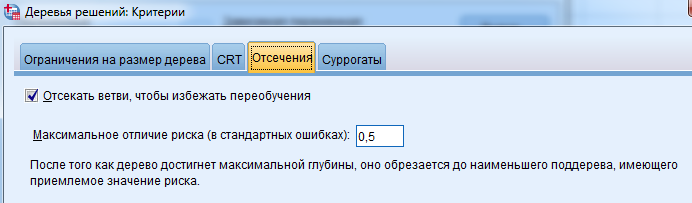 Деревья решений: Критерии
Ограничения на размер дерева CRT Отсечения Суррогаты
Отсекать ветви, чтобы избежать переобучения
Максимальное отличие риска (в стандартных ошибках): 0,5
После того как дерево достигнет максимальной глубины, оно обрезается до наименьшего поддерева, имеющего
приемлемое значение риска.